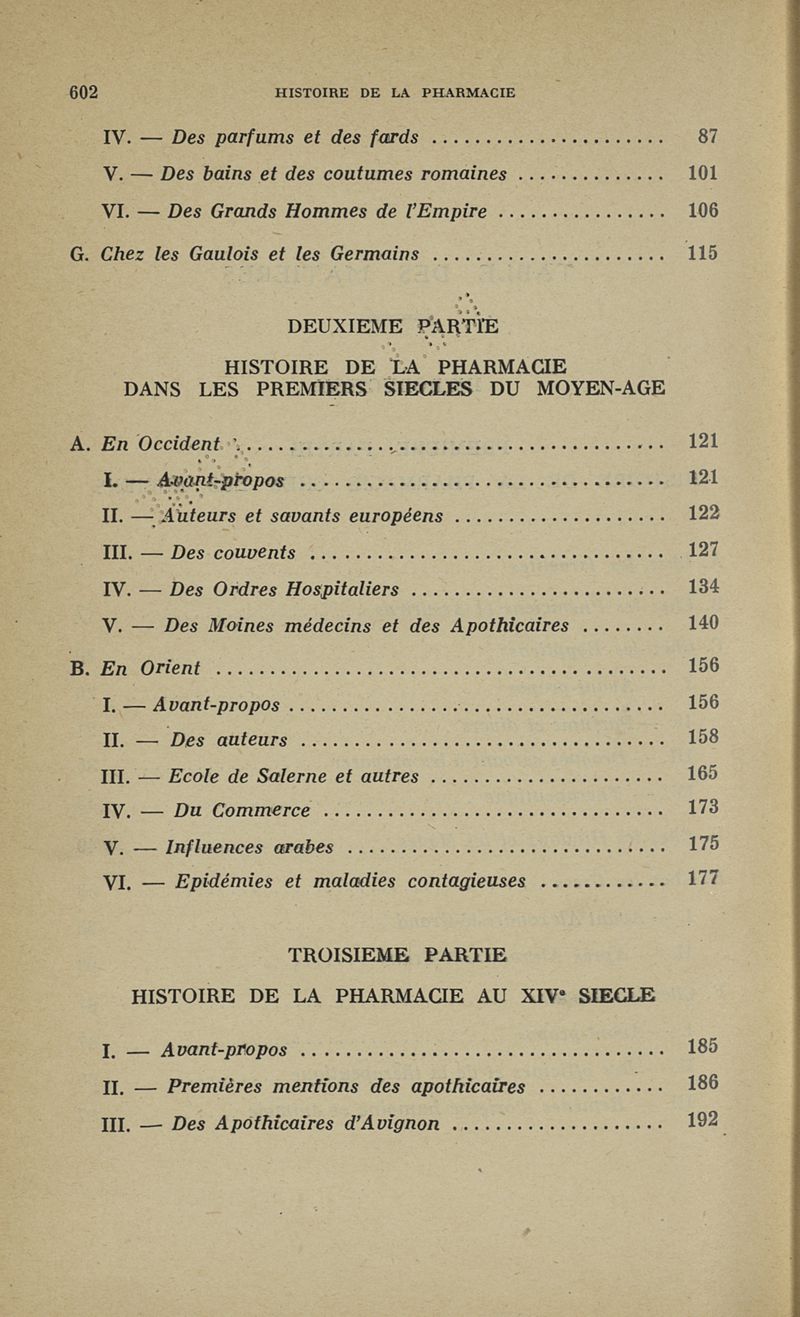 602 HISTOIRE DE LA PHARMACIE
IV. — Des parfums et des fards ...................... 87
V. — Des bains et des coutumes romaines .............. 101
VI. — Des Grands Hommes de l'Empire ................ 106
G. Chez les Gaulois et les Germains ...................... 115
DEUXIEME PARTIE
HISTOIRE DE LA PHARMACIE
DANS LES PREMIERS SIECLES DU MOYEN-AGE
A. En Occident ........................................ 121
I. — Avant-propos .................................. 121
II. — Auteurs et savants européens .................... 122
III. — Des couvents ................................. 127
IV. — Des Ordres Hospitaliers ........................ 134
V. — Des Moines médecins et des Apothicaires ........ 140
B. En Orient .......................................... 156
I. — Avant-propos ................................... 156
II. — Des auteurs .................................. 158
III. — Ecole de Salerne et autres ...................... 165
IV. — Du Commerce ................................ 173
V. — Influences arabes .............................. 175
VI. — Epidémies et maladies contagieuses ............ 177
TROISIEME PARTIE
HISTOIRE DE LA PHARMACIE AU XIVe SIECLE
I. — Avant-propos .................................. 185
II. — Premières mentions des apothicaires ............ 186
III. — Des Apothicaires d'Avignon .................... 192